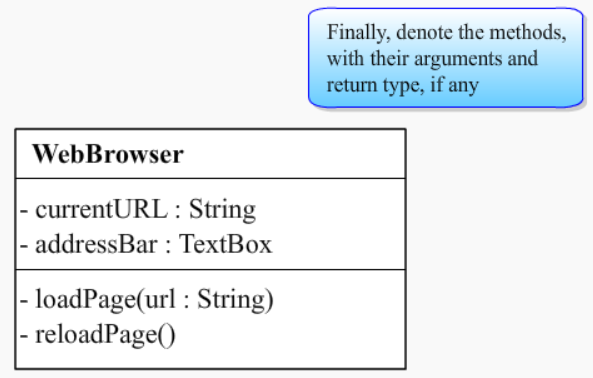 Finally, denote the methods,
with their arguments and
return type, if any
WebBrowser
- currentURL : String
- addressBar : TextBox
- loadPage(url : String)
- reloadPage()